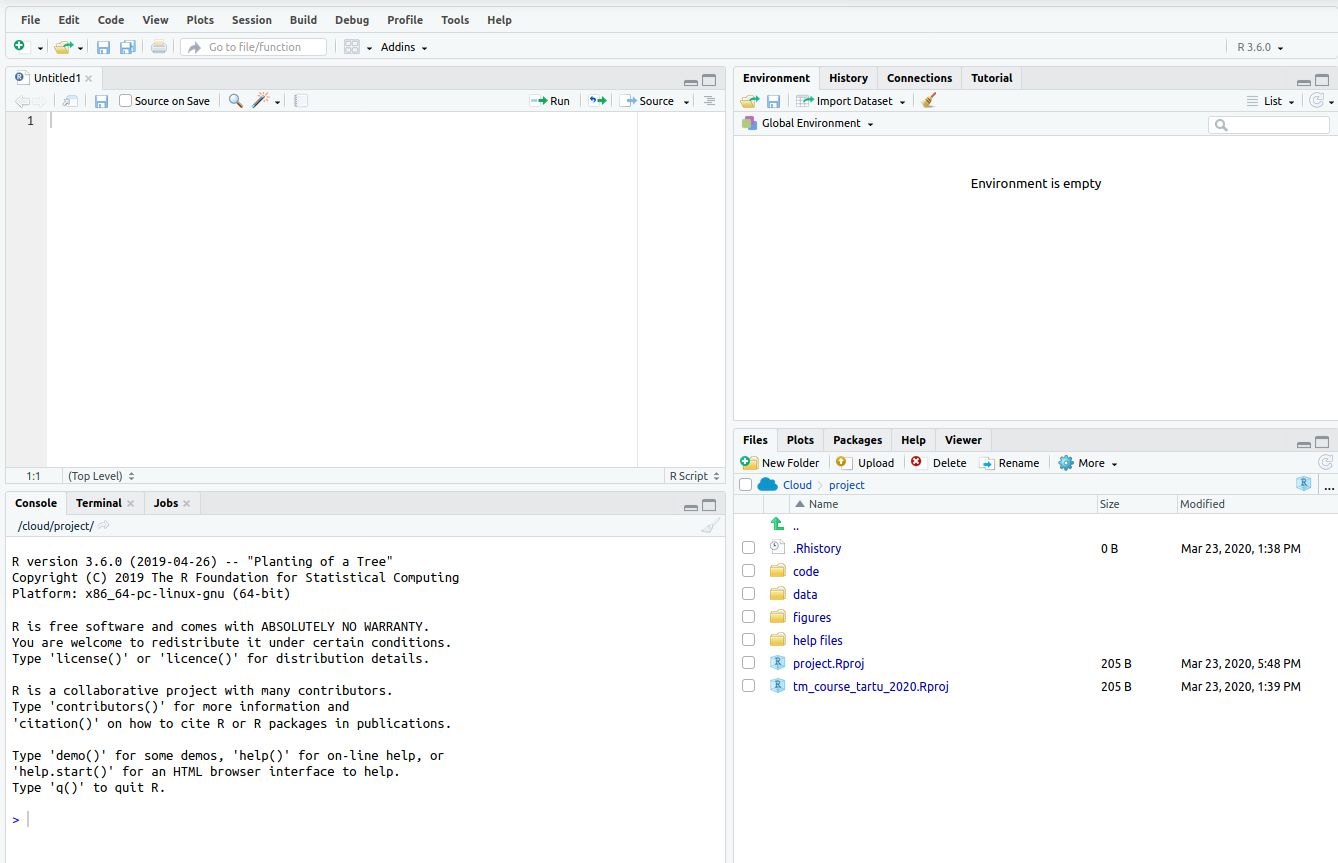 File Edit Code View Plots Session Build Debug Profile Tools Help
Go to file/function Addins R 3.6.0
Untitled1
Source on Save Run Source
1
1:1 (Top Level) R Script
Console Terminal Jobs
/cloud/project/
R version 3.6.0 (2019-04-26) -- "Planting of a Tree"
Copyright (C) 2019 The R Foundation for Statistical Computing
Platform: x86_64-pc-linux-gnu (64-bit)
R is free software and comes with ABSOLUTELY NO WARRANTY.
You are welcome to redistribute it under certain conditions.
Type 'license()' or 'licence()' for distribution details.
R is a collaborative project with many contributors.
Type 'contributors()' for more information and
'citation()' on how to cite R or R packages in publications.
Type 'demo()' for some demos, 'help()' for on-line help, or
'help.start()' for an HTML browser interface to help.
Type 'q()' to quit R.
>
Environment History Connections Tutorial
Import Dataset List
Global Environment
Environment is empty
Files Plots Packages Help Viewer
New Folder Upload Delete Rename More
Cloud project ...
Name Size Modified
..
.Rhistory 0 B Mar 23, 2020, 1:38 PM
code
data
figures
help files
project.Rproj 205 B Mar 23, 2020, 5:48 PM
tm_course_tartu_2020.Rproj 205 B Mar 23, 2020, 1:39 PM